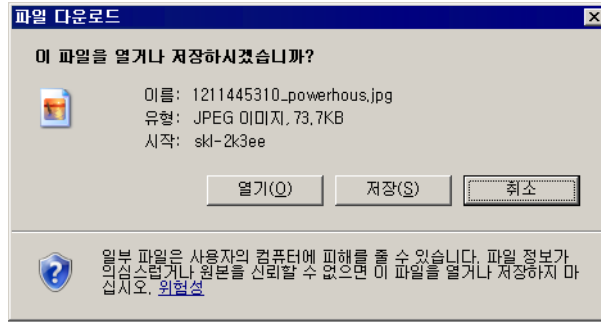 파일 다운로드
이 파일을 열거나 저장하시겠습니까?
이름: 1211445310_powerhous.jpg
유형: JPEG 이미지, 73.7KB
시작: skl-2k3ee
열기(O) 저장(S) 취소
일부 파일은 사용자의 컴퓨터에 피해를 줄 수 있습니다. 파일 정보가
의심스럽거나 원본을 신뢰할 수 없으면 이 파일을 열거나 저장하지 마
십시오. 위험성